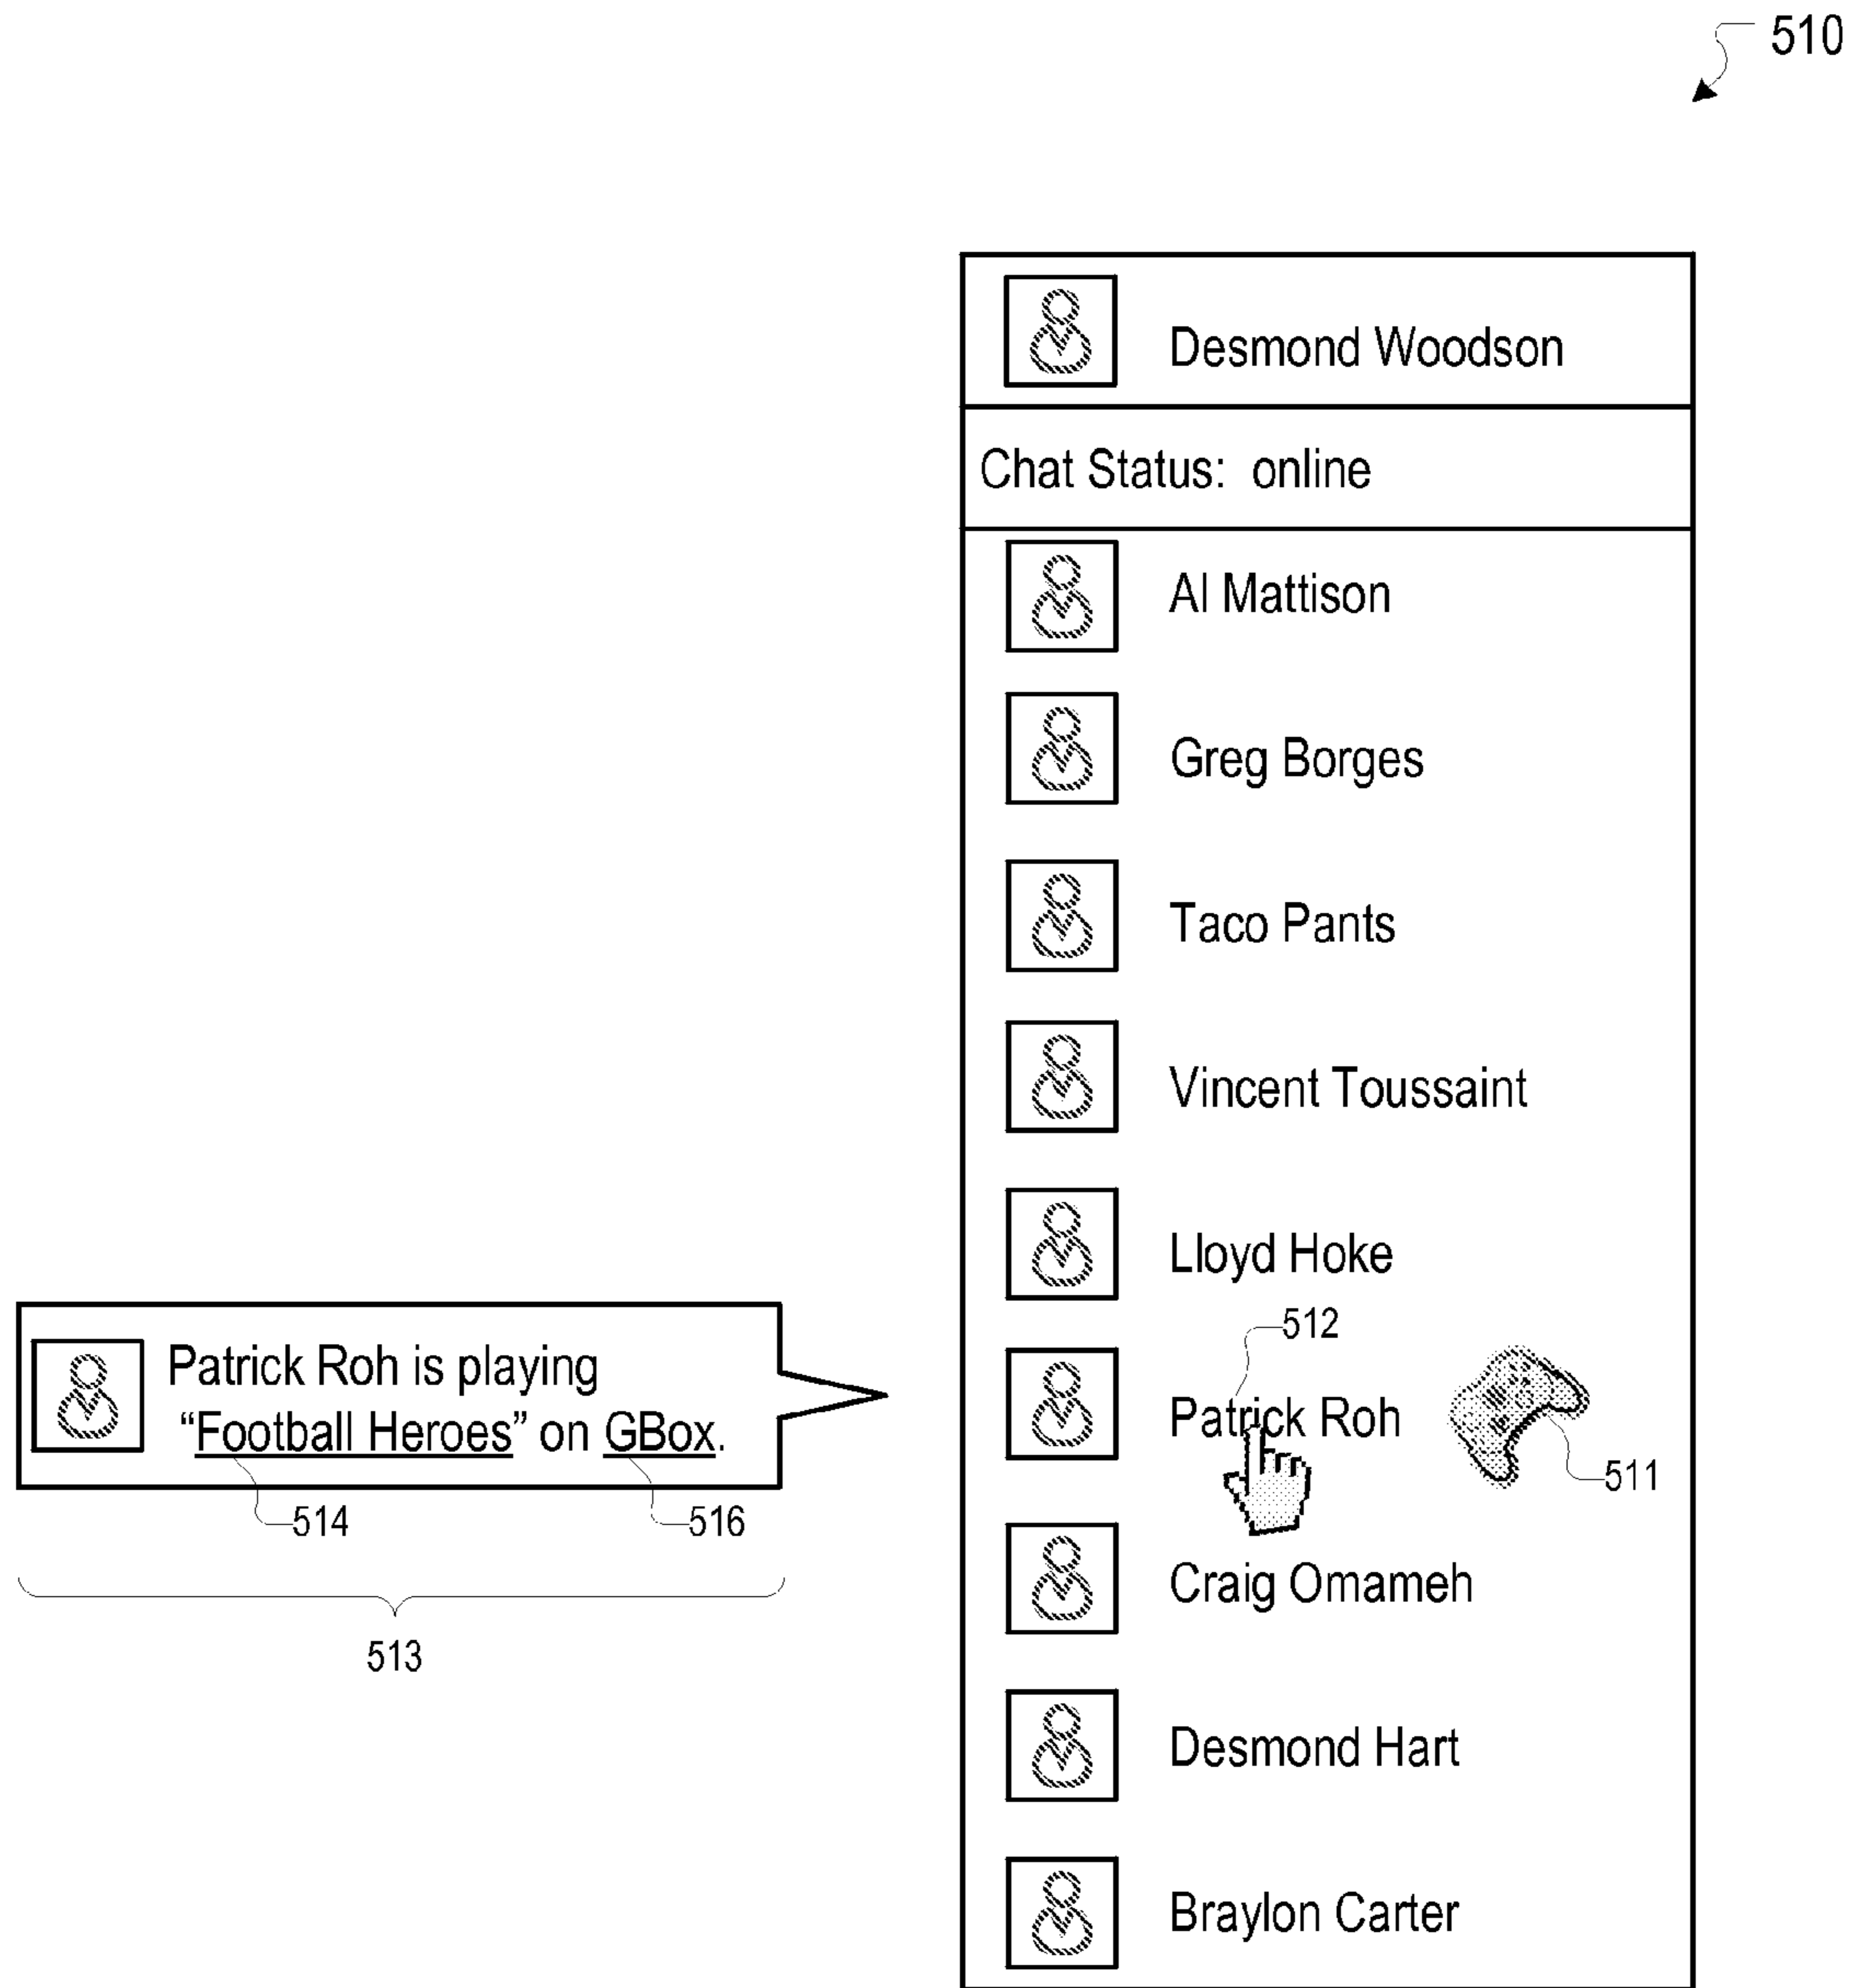 510
Desmond Woodson
Chat Status: online
Al Mattison
Greg Borges
Taco Pants
Vincent Toussaint
Lloyd Hoke
512
Patrick Roh
511
Patrick Roh is playing
“Football Heroes” on GBox.
514
516
513
Craig Omameh
Desmond Hart
Braylon Carter